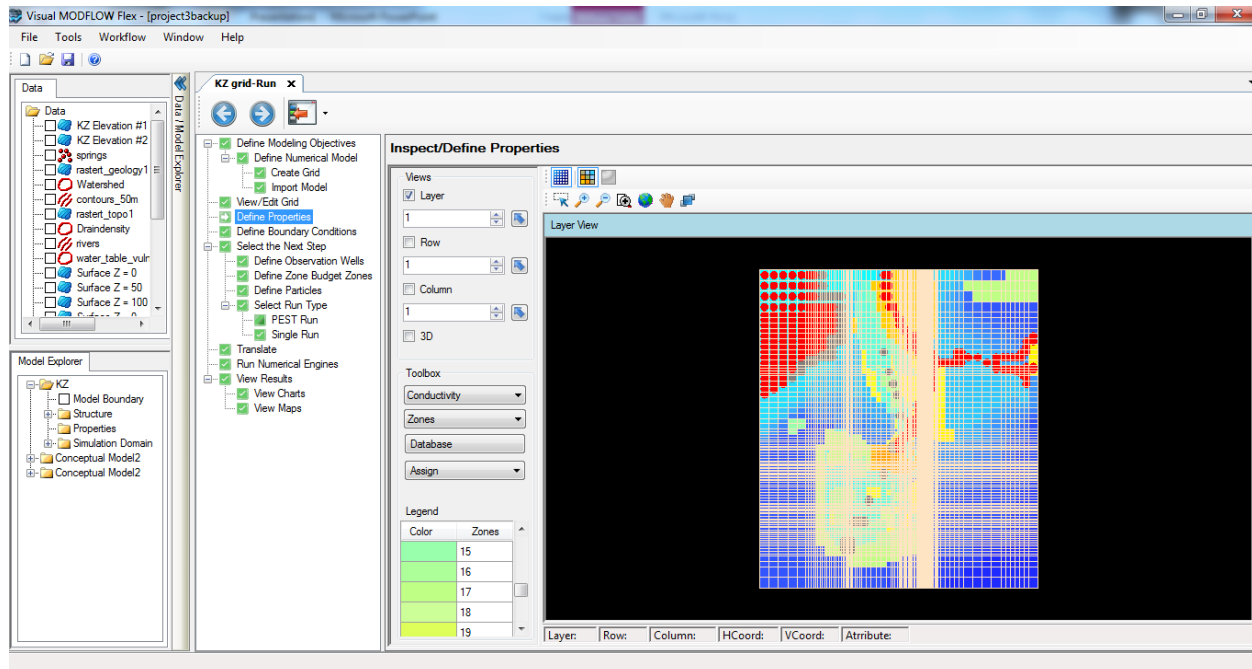 Visual MODFLOW Flex - [project3backup]
File Tools Workflow Window Help
Data
Data
KZ Elevation #1
KZ Elevation #2
springs
rastert_geology1
Watershed
contours_50m
rastert_topo1
Draindensity
rivers
water_table_vulr
Surface Z = 0
Surface Z = 50
Surface Z = 100
Data / Model Explorer
Model Explorer
KZ
Model Boundary
Structure
Properties
Simulation Domain
Conceptual Model2
Conceptual Model2
KZ grid-Run x
Define Modeling Objectives
Define Numerical Model
Create Grid
Import Model
View/Edit Grid
Define Properties
Define Boundary Conditions
Select the Next Step
Define Observation Wells
Define Zone Budget Zones
Define Particles
Select Run Type
PEST Run
Single Run
Translate
Run Numerical Engines
View Results
View Charts
View Maps
Inspect/Define Properties
Views
Layer
1
Row
1
Column
1
3D
Toolbox
Conductivity
Zones
Database
Assign
Legend
Color Zones
15
16
17
18
19
Layer View
Layer: Row: Column: HCoord: VCoord: Atrribute: